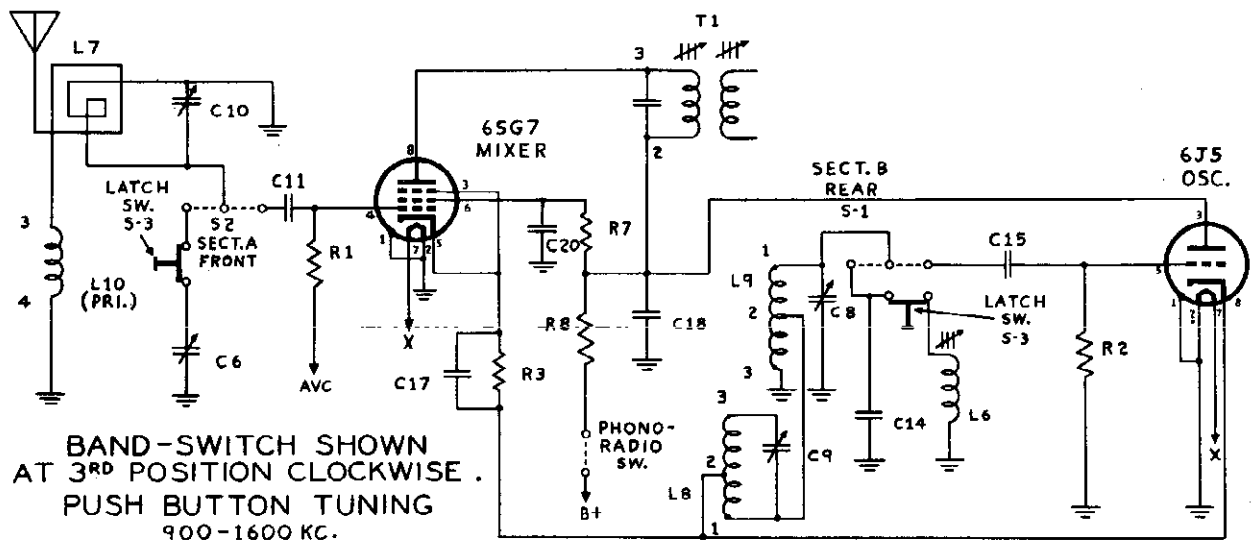 T1
L7
3
C10
6SG7
MIXER
2
8
SECT. B
REAR
S-1
6J5
OSC.
C11
3
6
4
LATCH
SW.
S-3
S2
SECT. A
FRONT
3
4
L10
(PRI.)
R1
1
7
2
5
C20
R7
3
C15
5
1
L9
2
3
C8
LATCH
SW.
S-3
1
7
8
R2
X
R8
C18
C6
AVC
C17
R3
3
2
L8
1
C9
C14
L6
X
PHONO-
RADIO
SW.
B+
BAND-SWITCH SHOWN
AT 3RD POSITION CLOCKWISE.
PUSH BUTTON TUNING
900-1600 KC.